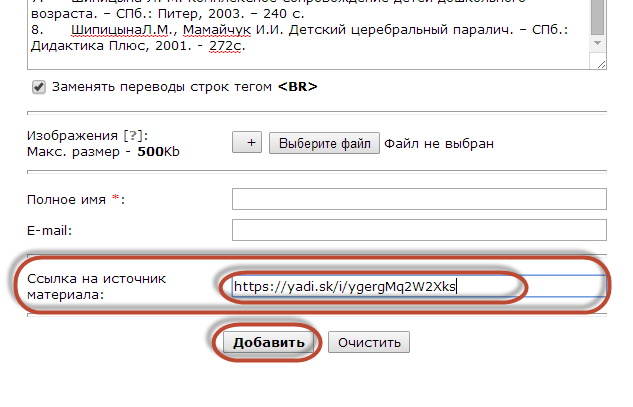 возраста. – СПб.: Питер, 2003. – 240 с.
8. ШипицынаЛ.М., Мамайчук И.И. Детский церебральный паралич. – СПб.:
Дидактика Плюс, 2001. - 272с.
Заменять переводы строк тегом <BR>
Изображения [?]:
Макс. размер - 500Kb
+ Выберите файл Файл не выбран
Полное имя *:
E-mail:
Ссылка на источник
материала:
https://yadi.sk/i/ygergMq2W2Xks
Добавить Очистить